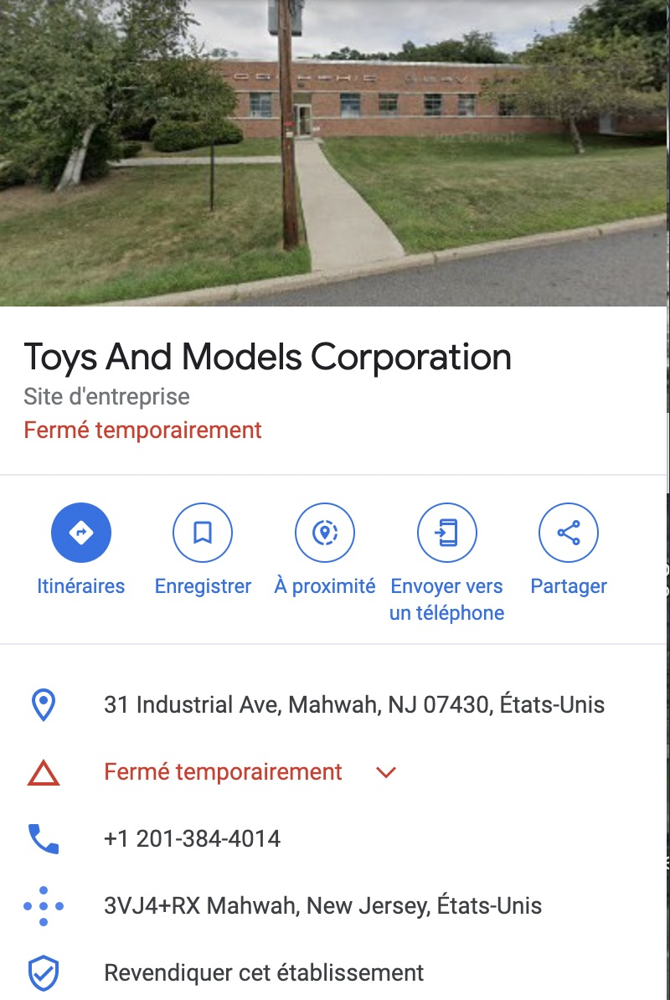 Toys And Models Corporation
Site d'entreprise
Fermé temporairement
Itinéraires
Enregistrer
À proximité
Envoyer vers
un téléphone
Partager
31 Industrial Ave, Mahwah, NJ 07430, États-Unis
Fermé temporairement
+1 201-384-4014
3VJ4+RX Mahwah, New Jersey, États-Unis
Revendiquer cet établissement